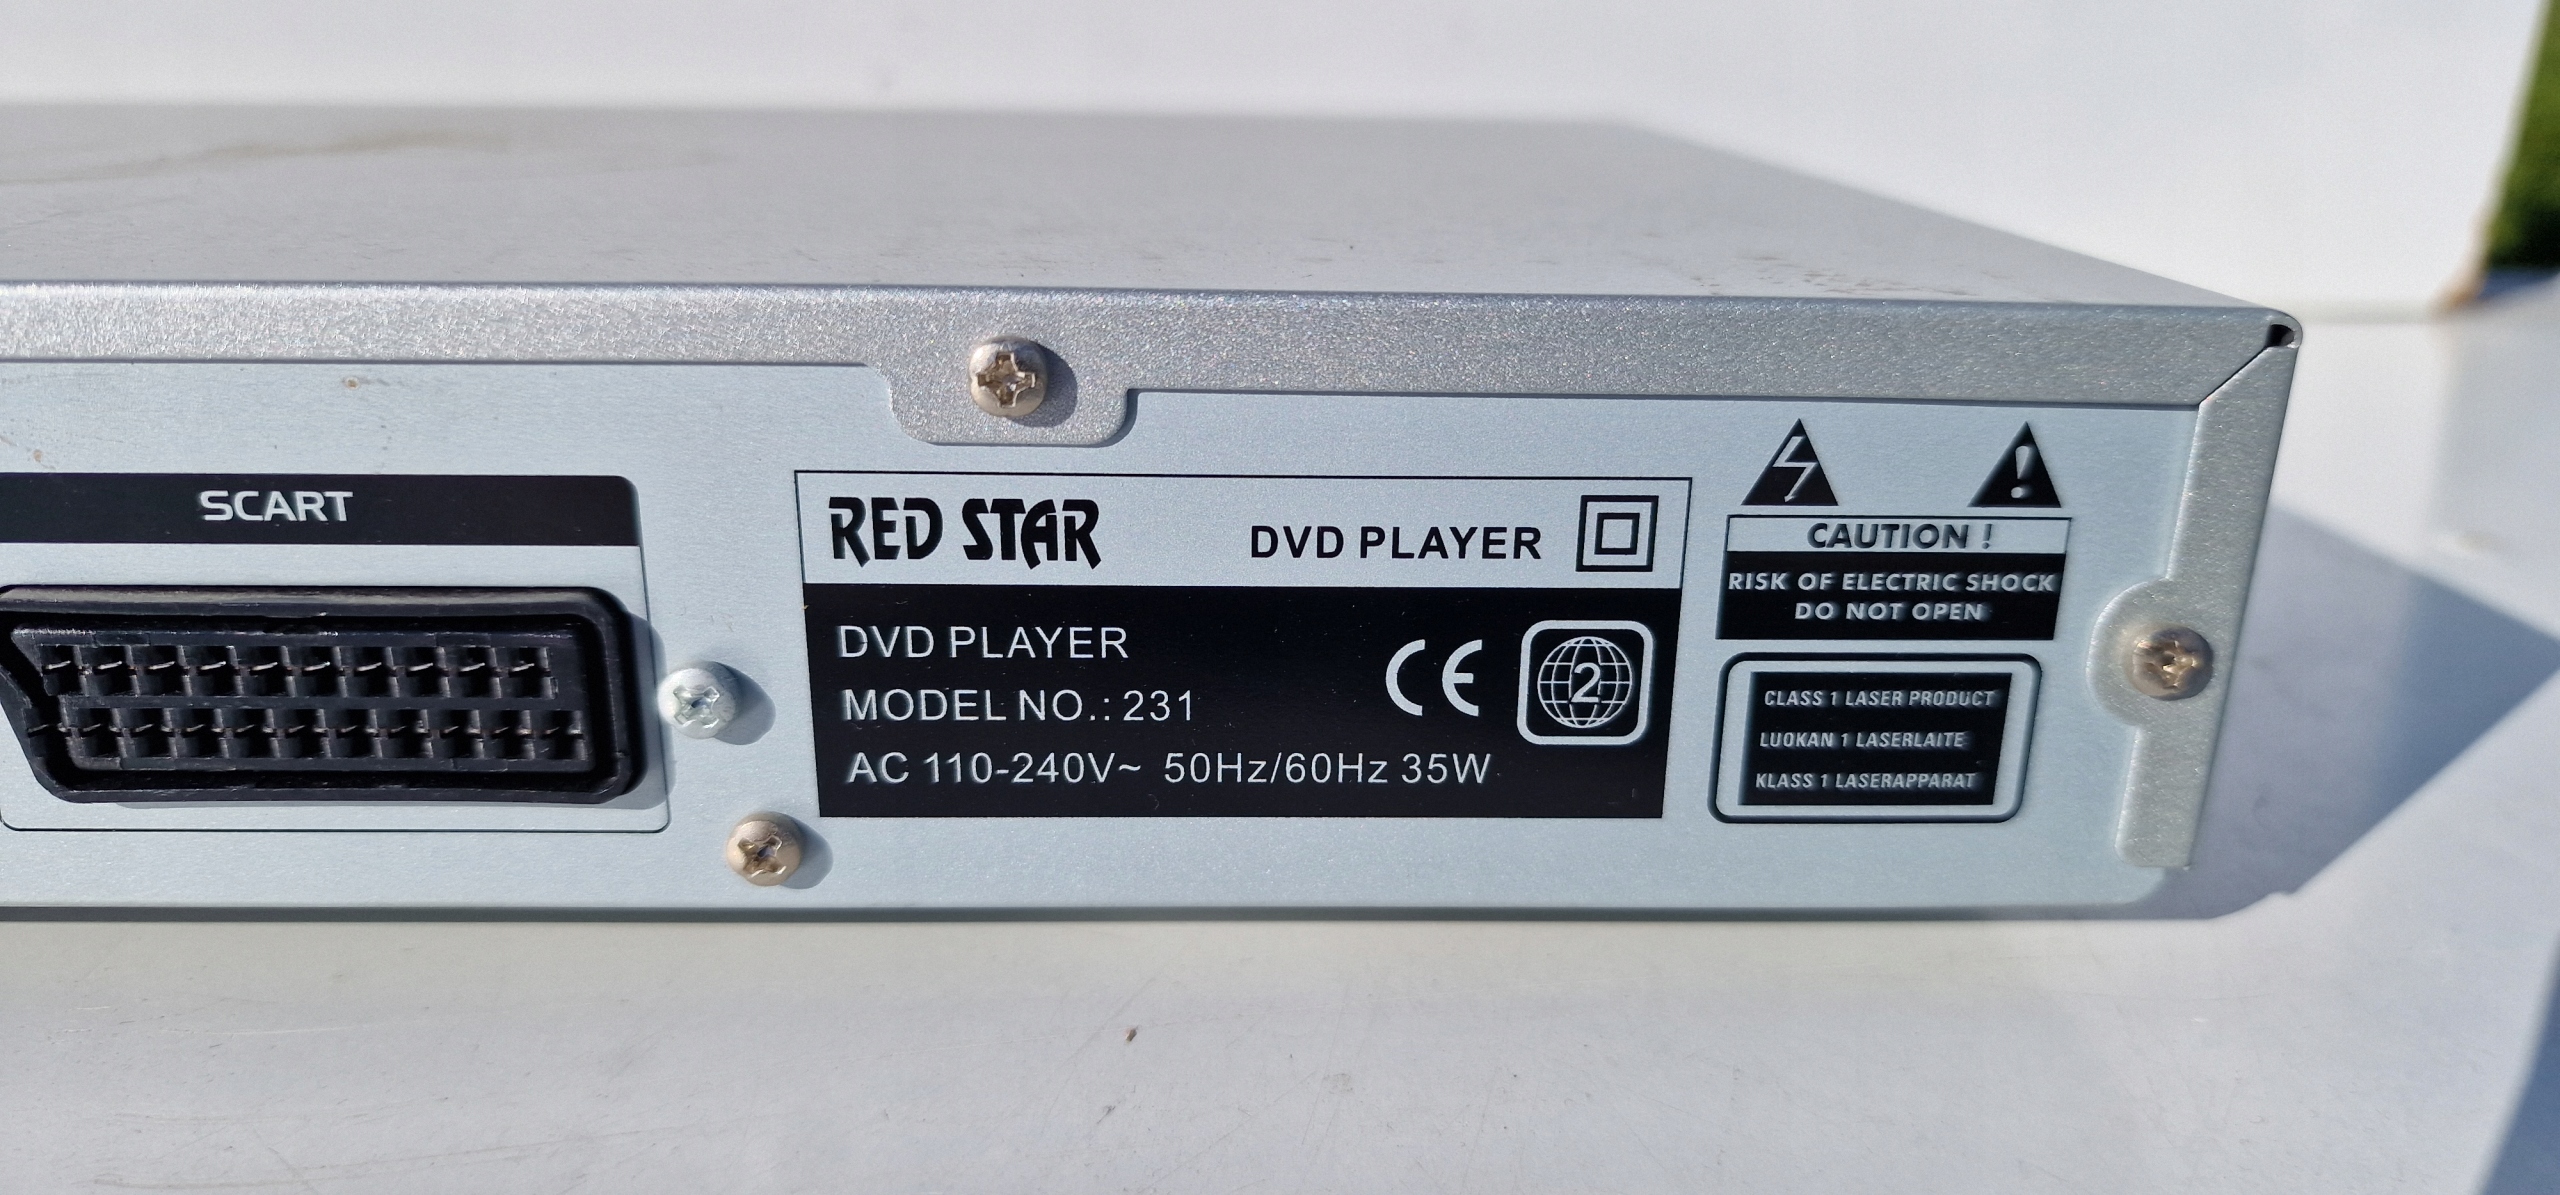 SCART
RED STAR DVD PLAYER
DVD PLAYER
MODEL NO.: 231
AC 110-240V~ 50Hz/60Hz 35W
CE
2
CAUTION !
RISK OF ELECTRIC SHOCK
DO NOT OPEN
CLASS 1 LASER PRODUCT
LUOKAN 1 LASERLAITE
KLASS 1 LASERAPPARAT